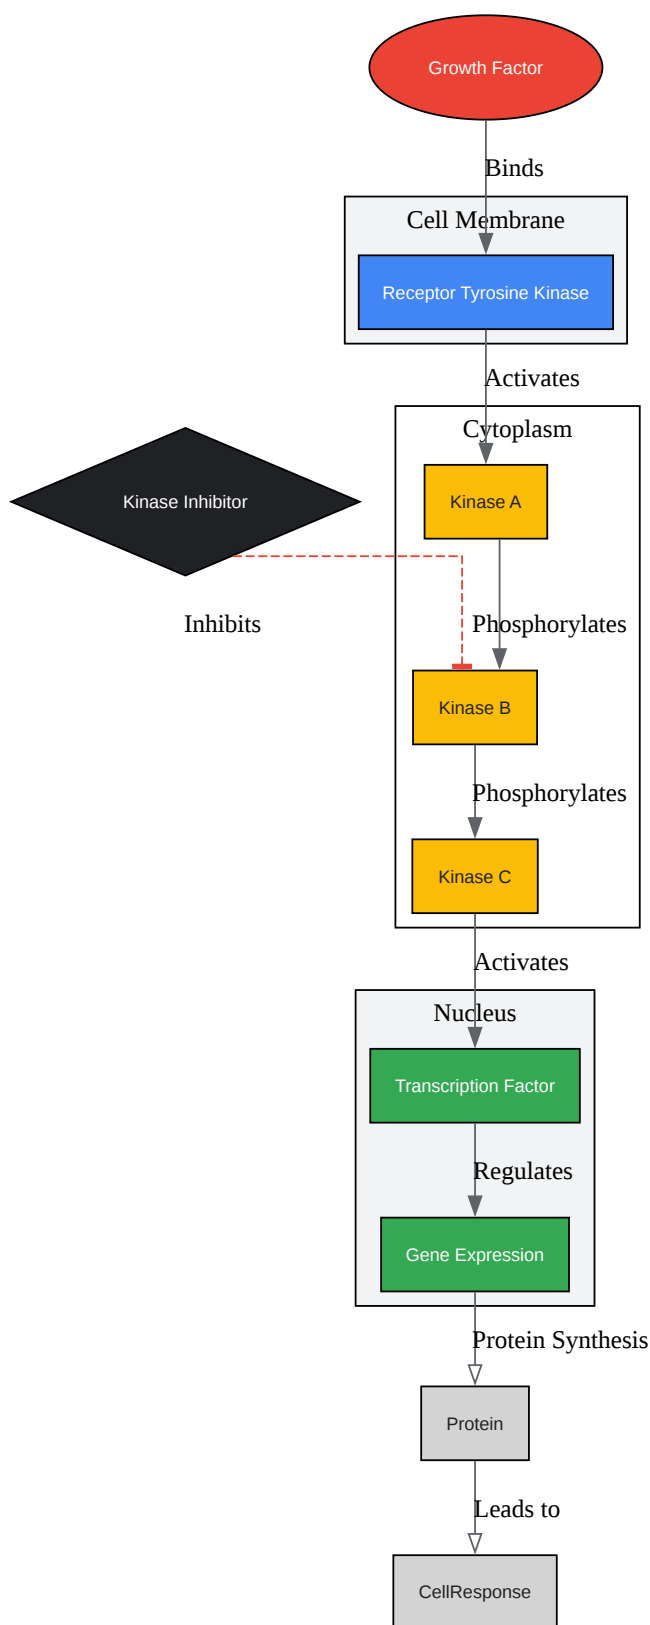 Growth Factor
Binds
Cell Membrane
Receptor Tyrosine Kinase
Activates
Cytoplasm
Kinase Inhibitor
Kinase A
Inhibits
Phosphorylates
Kinase B
Phosphorylates
Kinase C
Activates
Nucleus
Transcription Factor
Regulates
Gene Expression
Protein Synthesis
Protein
Leads to
CellResponse